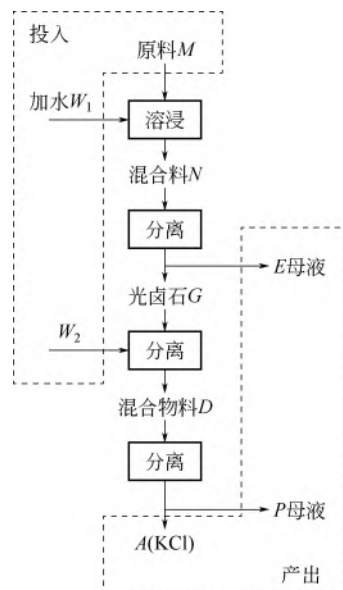 投入
原料M
加水W₁
溶浸
混合料N
分离
E母液
光卤石G
W₂
分离
混合物料D
分离
P母液
A(KCl)
产出